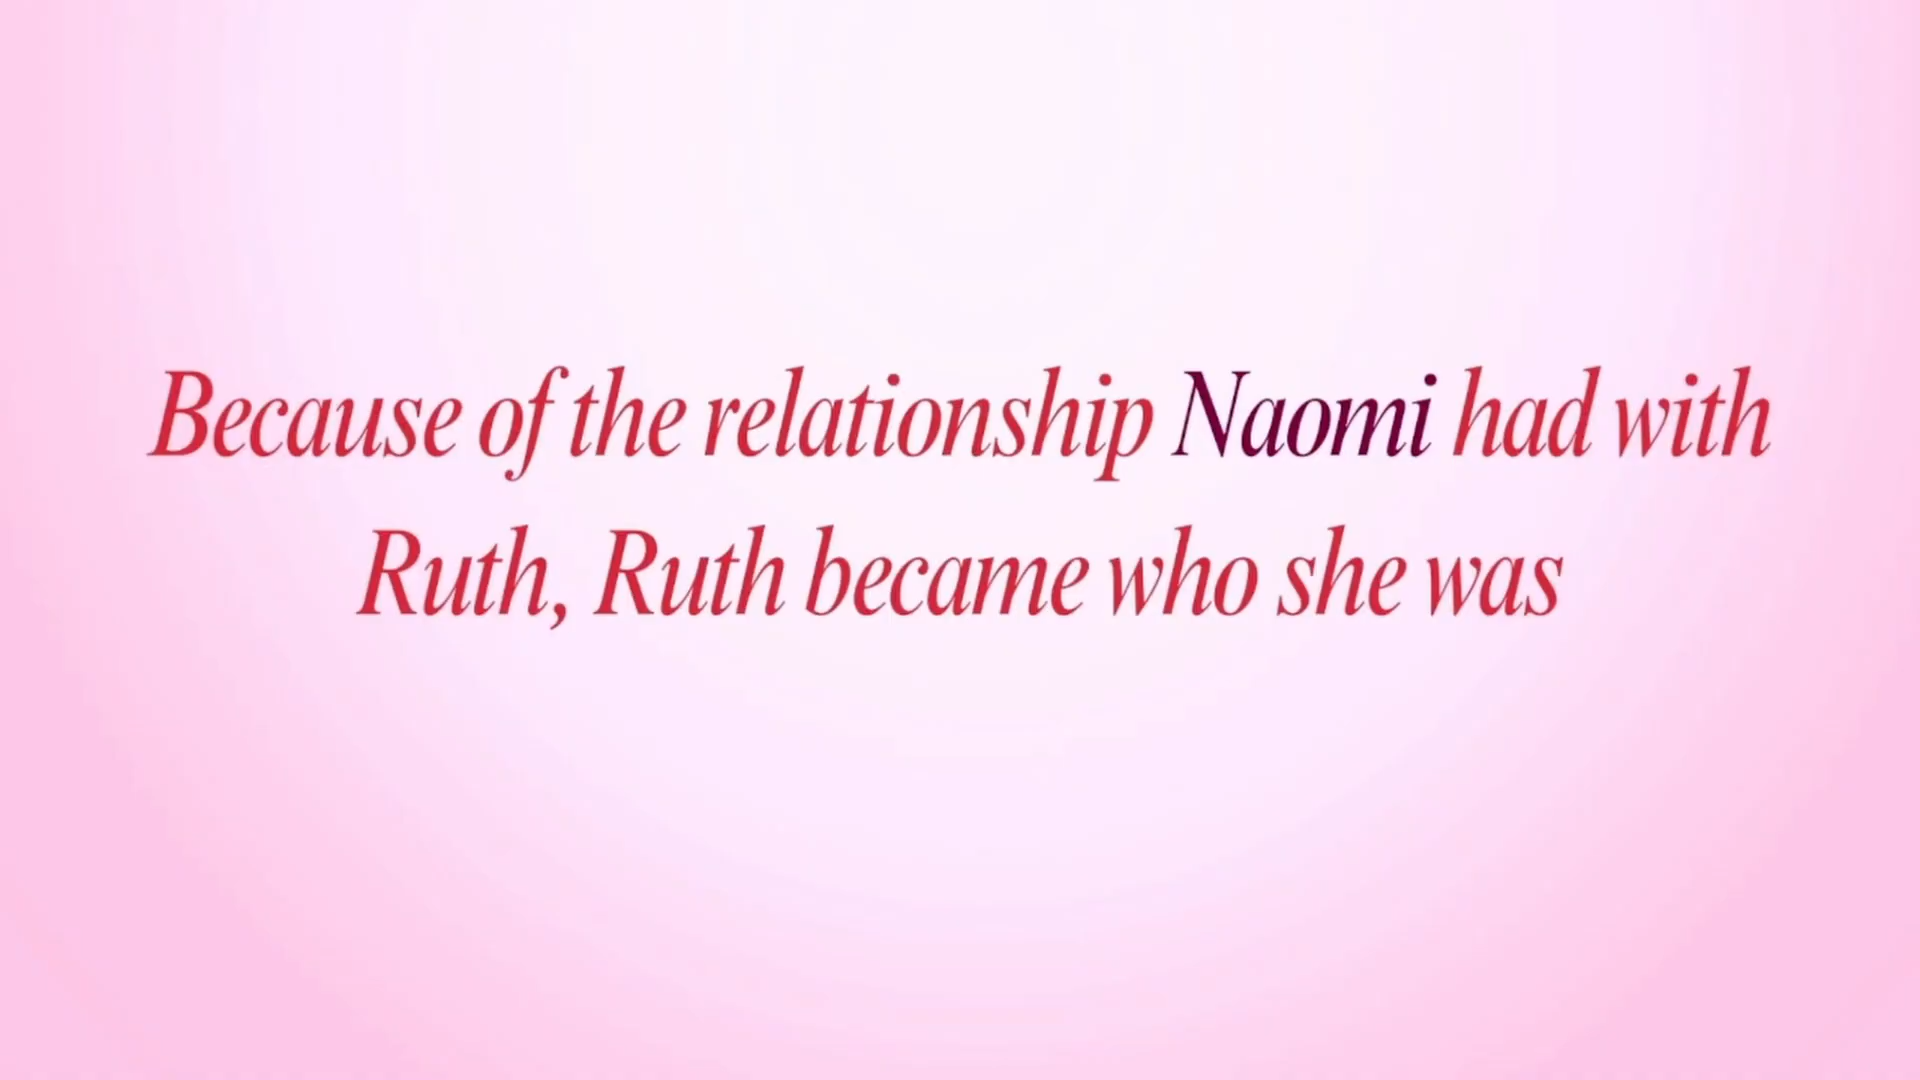 Because of the relationship Naomi had with
Ruth, Ruth became who she was